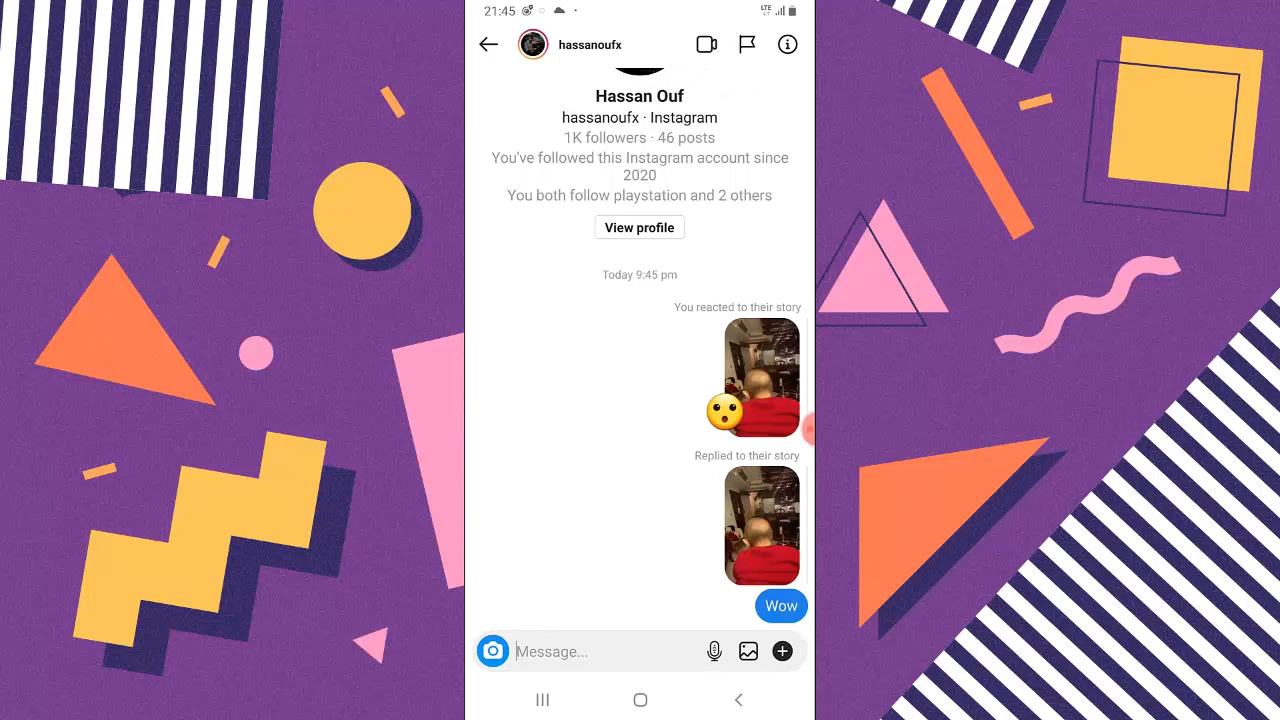 21:45
LTE
hassanoufx
Hassan Ouf
hassanoufx · Instagram
1K followers · 46 posts
You've followed this Instagram account since
2020
You both follow playstation and 2 others
View profile
Today 9:45 pm
You reacted to their story
Replied to their story
Wow
Message...